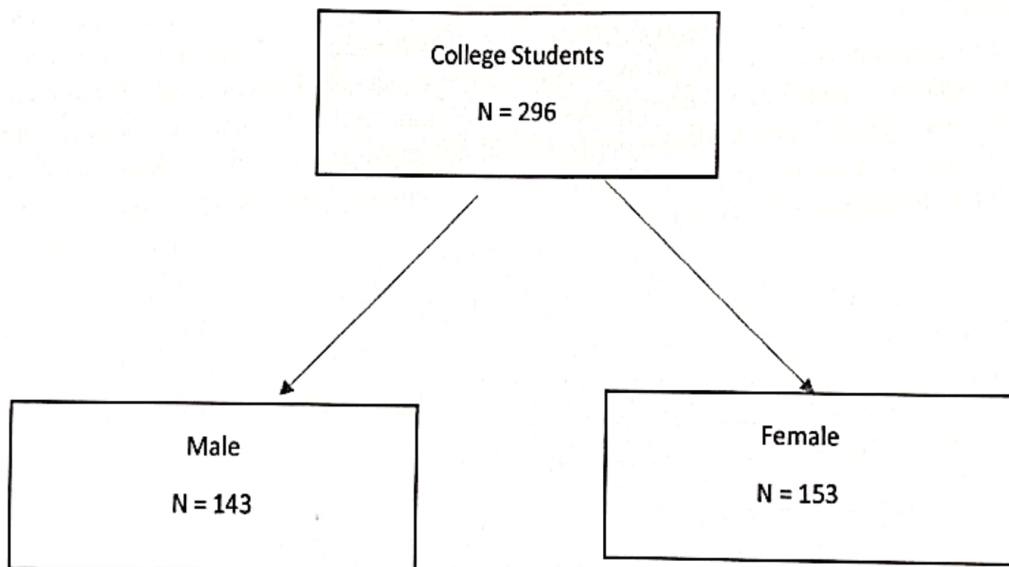 College Students
N = 296
Male
N = 143
Female
N = 153